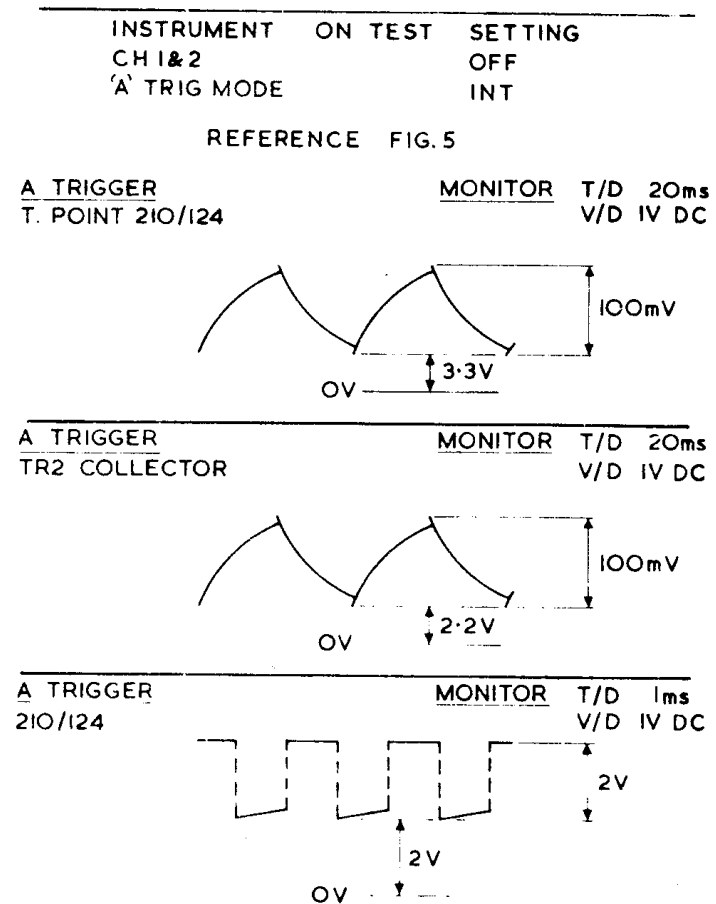 INSTRUMENT ON TEST SETTING
CH 1 & 2 OFF
'A' TRIG MODE INT
REFERENCE FIG. 5
A TRIGGER MONITOR T/D 20ms
T. POINT 210/124 V/D 1V DC
100mV
3·3V
0V
A TRIGGER MONITOR T/D 20ms
TR2 COLLECTOR V/D 1V DC
100mV
2·2V
0V
A TRIGGER MONITOR T/D 1ms
210/124 V/D 1V DC
2V
2V
0V